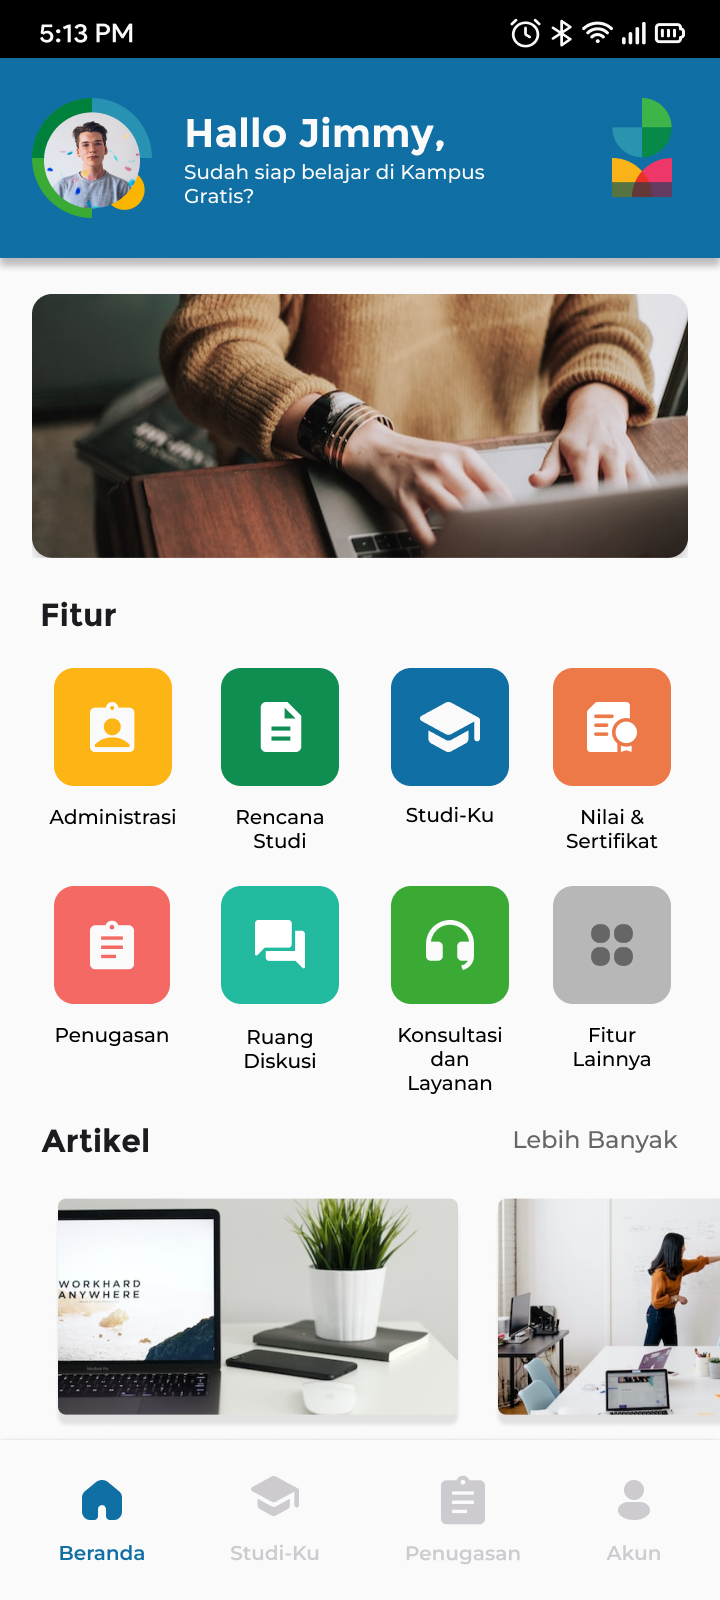 5:13 PM
Hallo Jimmy,
Sudah siap belajar di Kampus
Gratis?
Fitur
Administrasi
Rencana
Studi
Studi-Ku
Nilai &
Sertifikat
Penugasan
Ruang
Diskusi
Konsultasi
dan
Layanan
Fitur
Lainnya
Artikel
Lebih Banyak
WORKHARD
ANYWHERE
Beranda
Studi-Ku
Penugasan
Akun